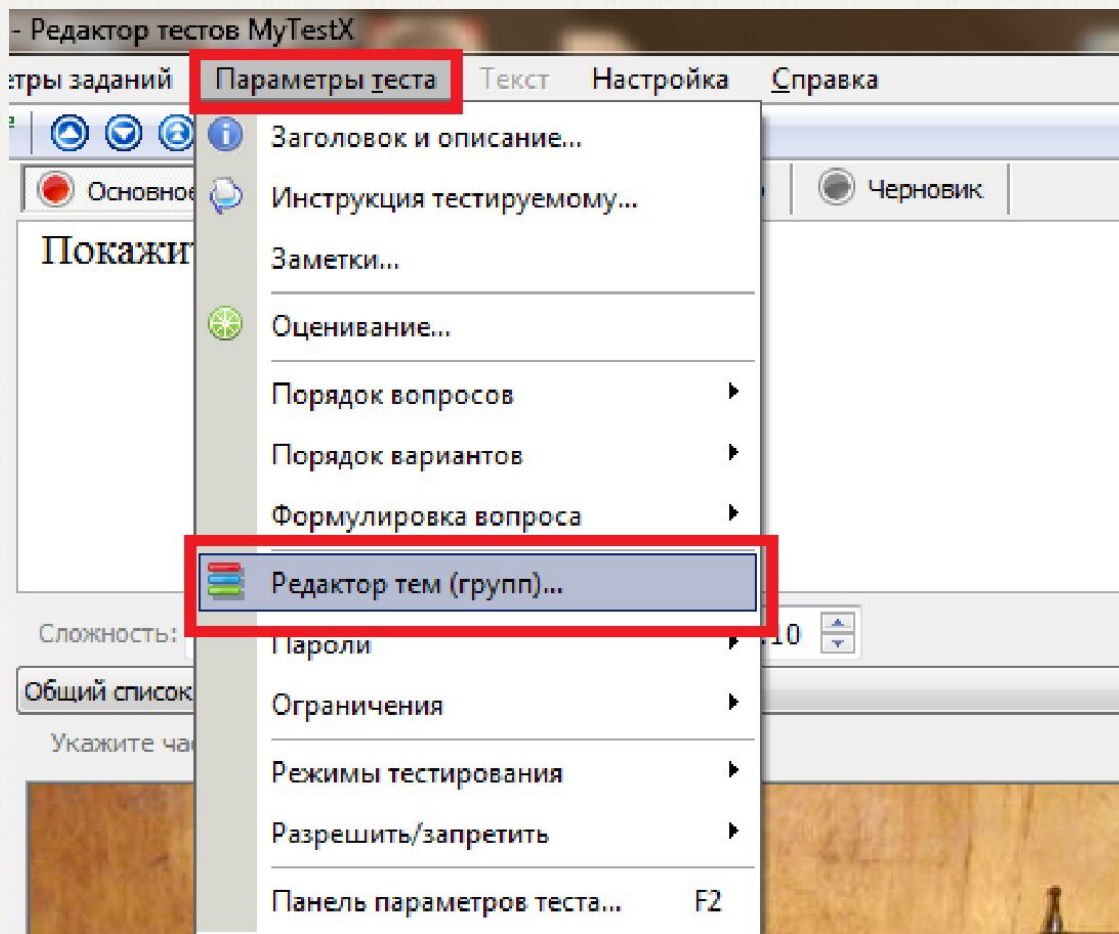 - Редактор тестов MyTestX
етры заданий Параметры теста Текст Настройка Справка
Основное
Черновик
Покажит
Заголовок и описание...
Инструкция тестируемому...
Заметки...
Оценивание...
Порядок вопросов
Порядок вариантов
Формулировка вопроса
Редактор тем (групп)...
Сложность:
10
Пароли
Общий список
Ограничения
Укажите час
Режимы тестирования
Разрешить/запретить
Панель параметров теста... F2